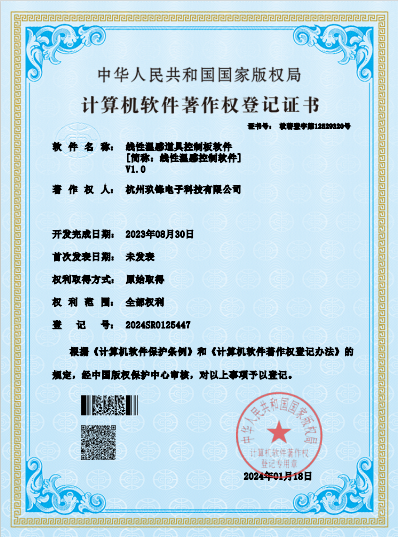 中华人民共和国国家版权局
计算机软件著作权登记证书
证书号： 软著登字第12529320号
软件名称： 线性温感道具控制板软件
[简称：线性温感控制软件]
V1.0
著作权人： 杭州玖锋电子科技有限公司
开发完成日期： 2023年08月30日
首次发表日期： 未发表
权利取得方式： 原始取得
权利范围： 全部权利
登记号： 2024SR0125447
根据《计算机软件保护条例》和《计算机软件著作权登记办法》的
规定，经中国版权保护中心审核，对以上事项予以登记。
中华人民共和国国家版权局
计算机软件著作权
登记专用章
2024年01月18日